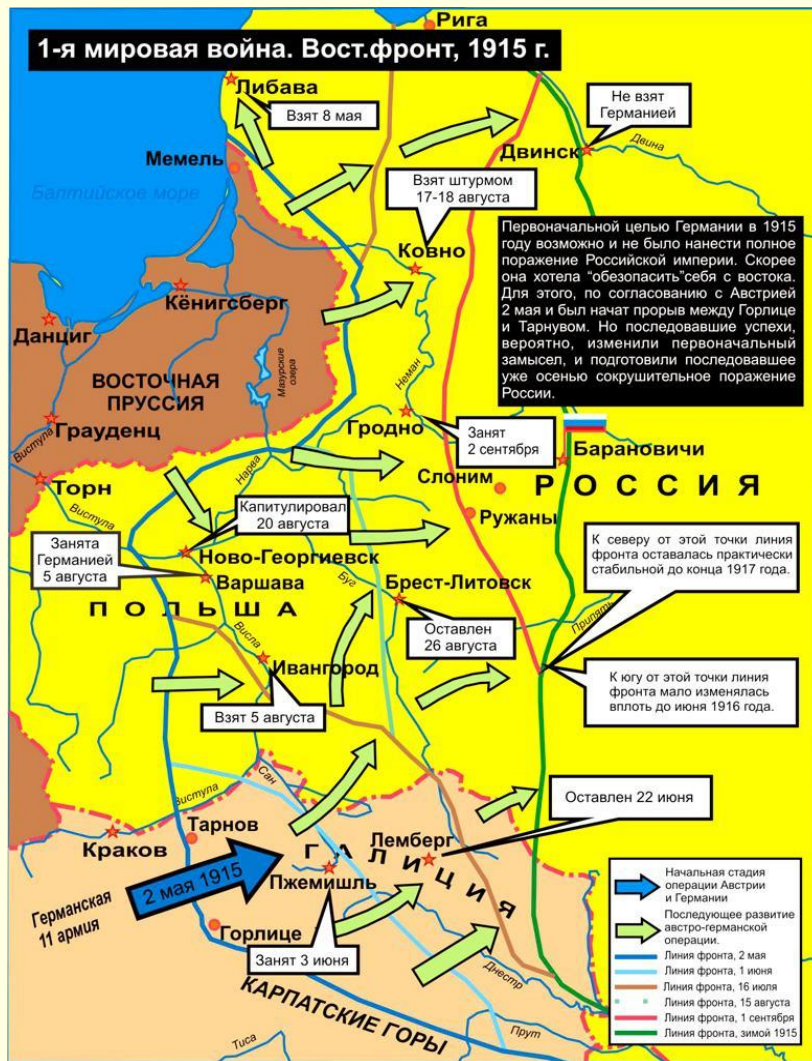 Рига
1-я мировая война. Вост.фронт, 1915 г.
Либава
Взят 8 мая
Не взят
Германией
Двина
Двинск
Мемель
Балтийское море
Взят штурмом
17-18 августа
Ковно
Первоначальной целью Германии в 1915
году возможно и не было нанести полное
поражение Российской империи. Скорее
она хотела "обезопасить"себя с востока.
Для этого, по согласованию с Австрией
2 мая и был начат прорыв между Горлице
и Тарнувом. Но последовавшие успехи,
вероятно, изменили первоначальный
замысел, и подготовили последовавшее
уже осенью сокрушительное поражение
России.
Кёнигсберг
Данциг
Мазурские
озера
ВОСТОЧНАЯ
ПРУССИЯ
Неман
Грауденц
Вистула
Гродно
Занят
2 сентября
Барановичи
Нарва
Слоним
РОССИЯ
Торн
Вистула
Капитулировал
20 августа
Ружаны
Занята
Германией
5 августа
Ново-Георгиевск
Варшава
К северу от этой точки линия
фронта оставалась практически
стабильной до конца 1917 года.
Буг
Брест-Литовск
ПОЛЬША
Припять
Оставлен
26 августа
Висла
Ивангород
Взят 5 августа
К югу от этой точки линия
фронта мало изменялась
вплоть до июня 1916 года.
Сан
Вистула
Оставлен 22 июня
Тарнов
Краков
Лемберг
ГАЛИЦИЯ
2 мая 1915
Пжемишль
Германская
11 армия
Горлице
Занят 3 июня
Днестр
КАРПАТСКИЕ ГОРЫ
Прут
Тиса
Начальная стадия
операции Австрии
и Германии
Последующее развитие
австро-германской
операции.
Линия фронта, 2 мая
Линия фронта, 1 июня
Линия фронта, 16 июля
Линия фронта, 15 августа
Линия фронта, 1 сентября
Линия фронта, зимой 1915